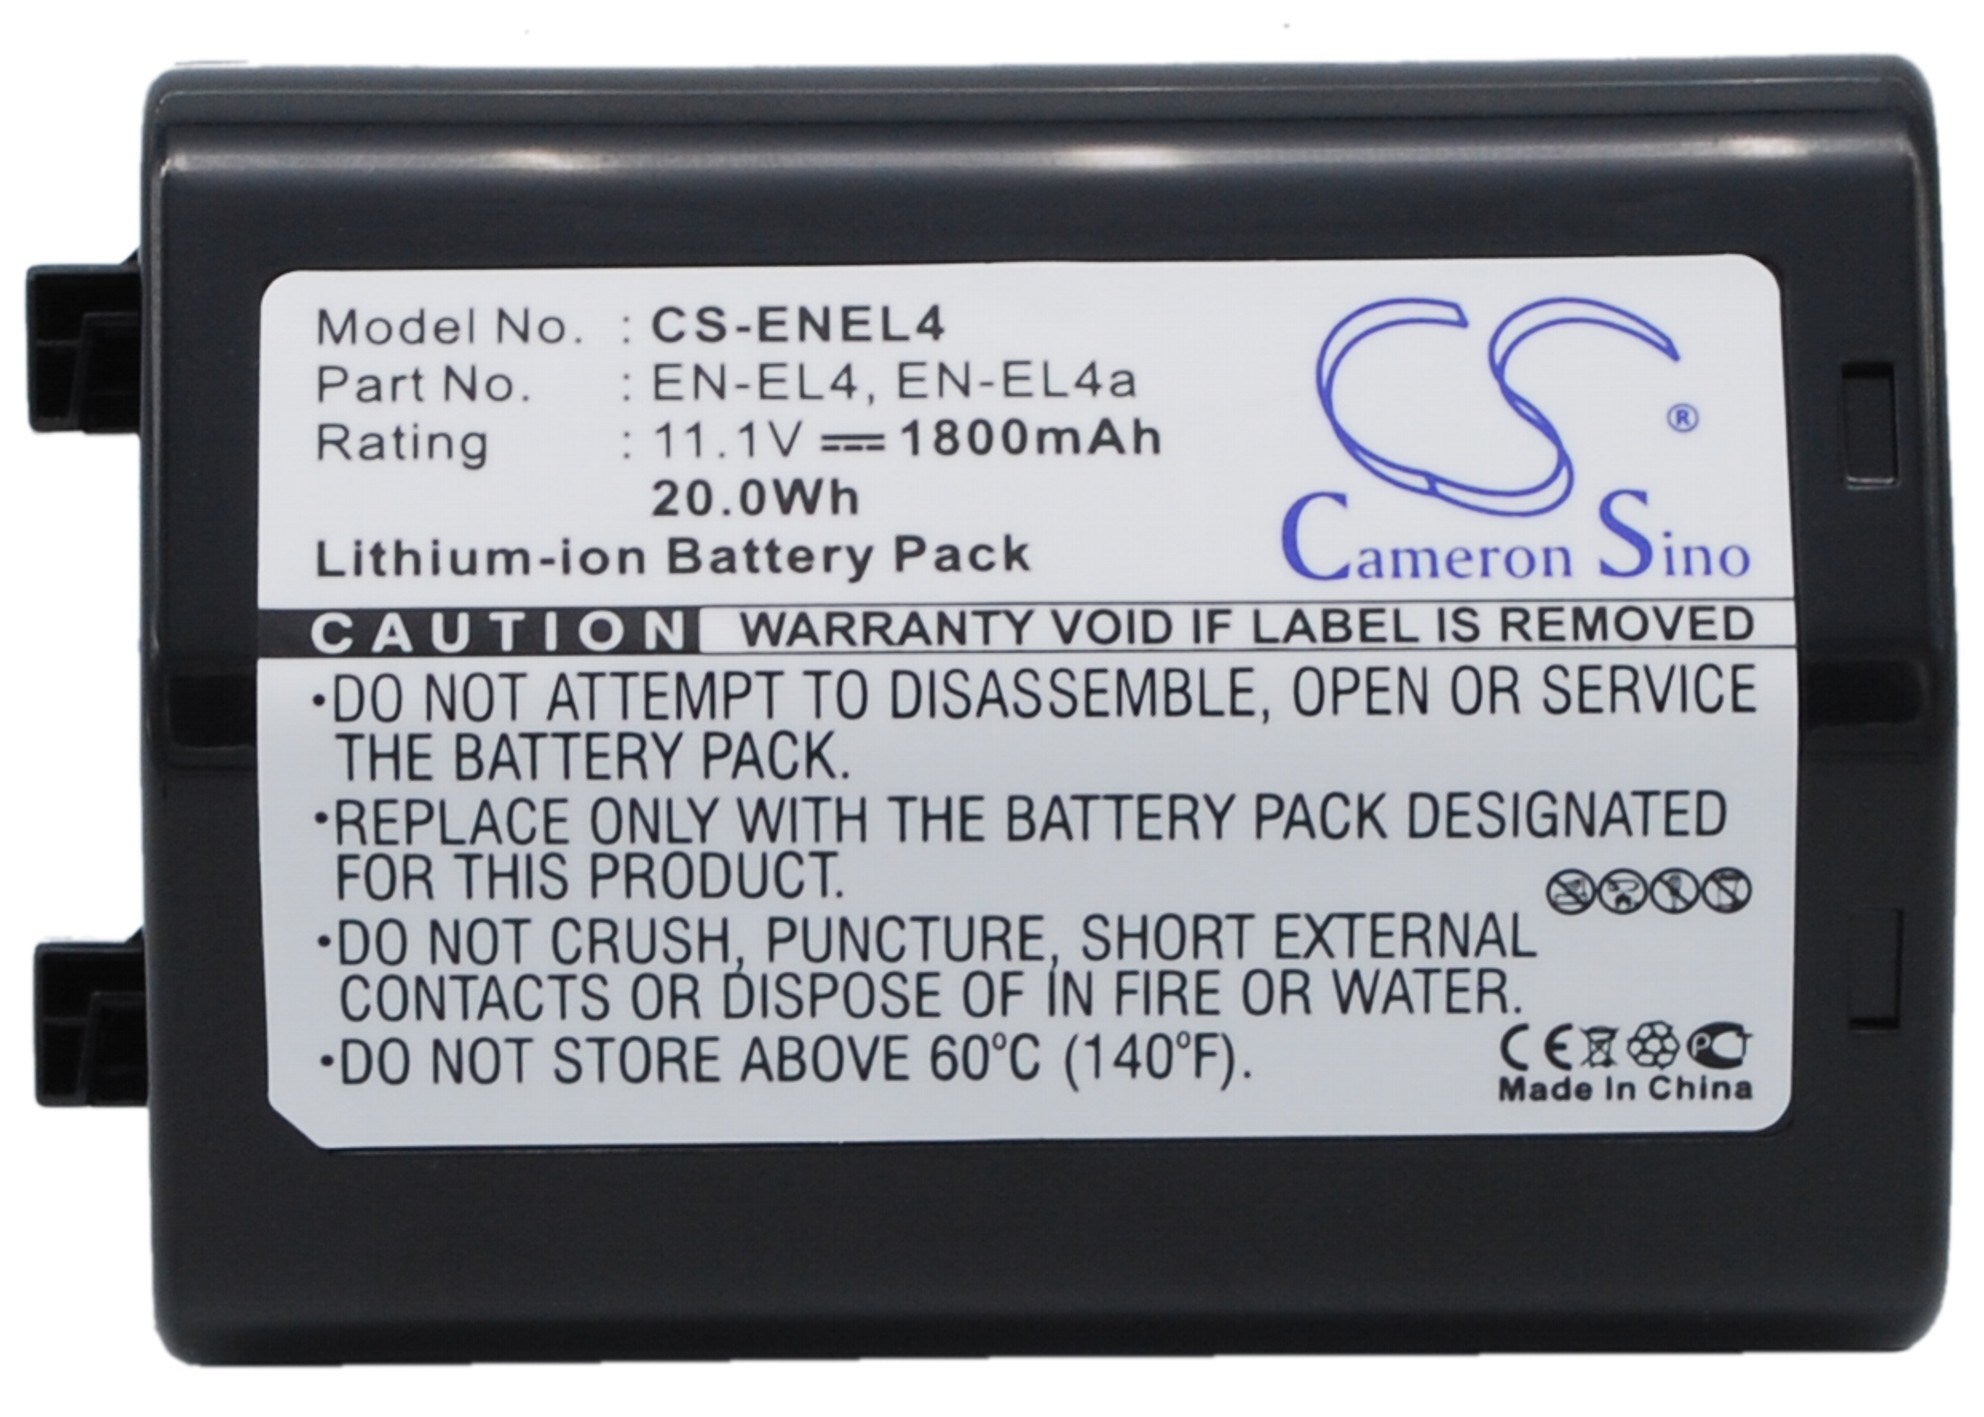 Model No. : CS-ENEL4
Part No. : EN-EL4, EN-EL4a
Rating : 11.1V 1800mAh
20.0Wh
Lithium-ion Battery Pack
CS ®
Cameron Sino
CAUTION WARRANTY VOID IF LABEL IS REMOVED
•DO NOT ATTEMPT TO DISASSEMBLE, OPEN OR SERVICE
THE BATTERY PACK.
•REPLACE ONLY WITH THE BATTERY PACK DESIGNATED
FOR THIS PRODUCT.
•DO NOT CRUSH, PUNCTURE, SHORT EXTERNAL
CONTACTS OR DISPOSE OF IN FIRE OR WATER.
•DO NOT STORE ABOVE 60°C (140°F).
CE PC
Made In China